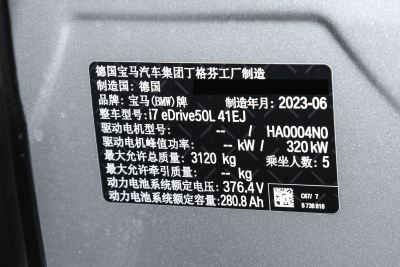 德国宝马汽车集团丁格芬工厂制造
制造国：德国
品牌：宝马(BMW)牌 制造年月：2023-06
整车型号：i7 eDrive50L 41EJ
驱动电机型号： -- / HA0004N0
驱动电机峰值功率： -- kW / 320 kW
最大允许总质量： 3120 kg 乘坐人数： 5
最大允许牵引质量： -- kg
动力电池系统额定电压：376.4V
动力电池系统额定容量：280.8Ah
C67/ 7
8 736 818